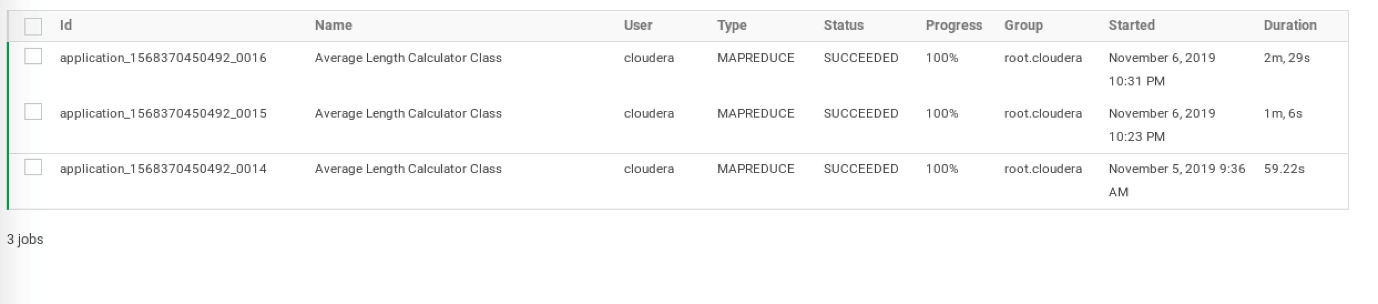 Id Name User Type Status Progress Group Started Duration
application_1568370450492_0016 Average Length Calculator Class cloudera MAPREDUCE SUCCEEDED 100% root.cloudera November 6, 2019 2m, 29s
10:31 PM
application_1568370450492_0015 Average Length Calculator Class cloudera MAPREDUCE SUCCEEDED 100% root.cloudera November 6, 2019 1m, 6s
10:23 PM
application_1568370450492_0014 Average Length Calculator Class cloudera MAPREDUCE SUCCEEDED 100% root.cloudera November 5, 2019 9:36 59.22s
AM
3 jobs